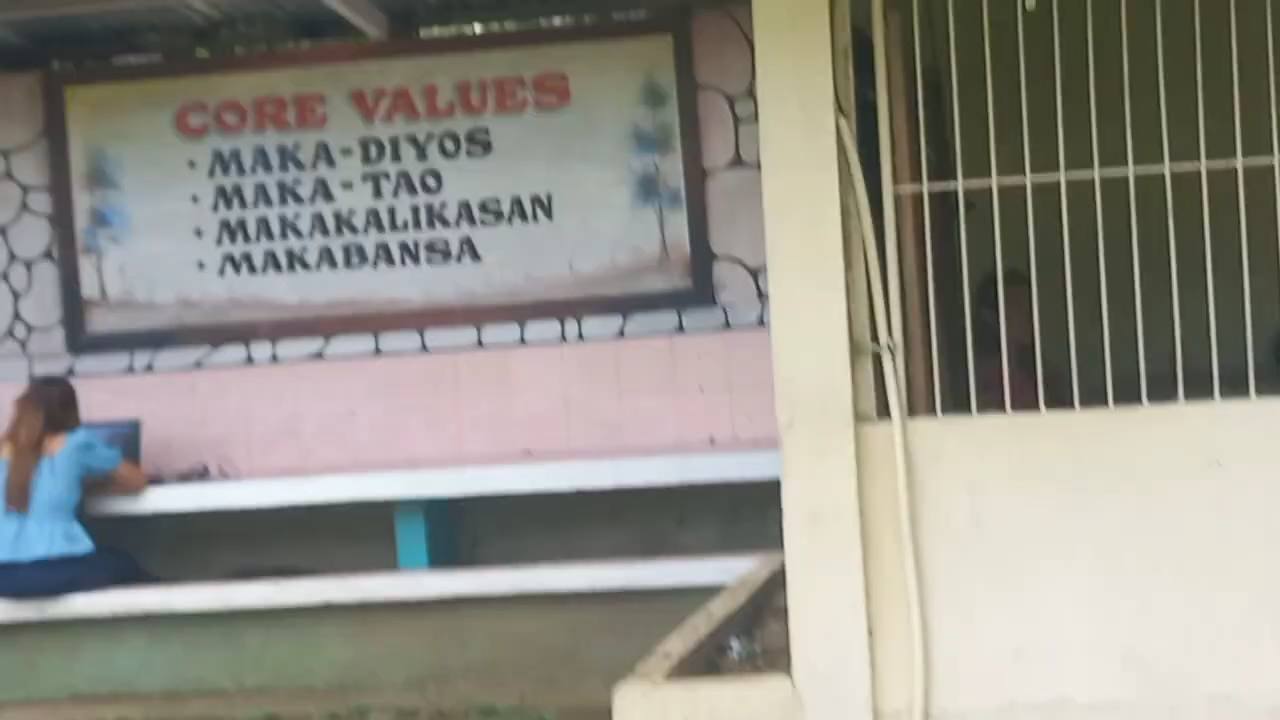 CORE VALUES
• MAKA-DIYOS
• MAKA-TAO
• MAKAKALIKASAN
• MAKABANSA